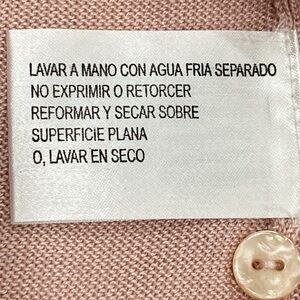 LAVAR A MANO CON AGUA FRIA SEPARADO
NO EXPRIMIR O RETORCER
REFORMAR Y SECAR SOBRE
SUPERFICIE PLANA
O, LAVAR EN SECO